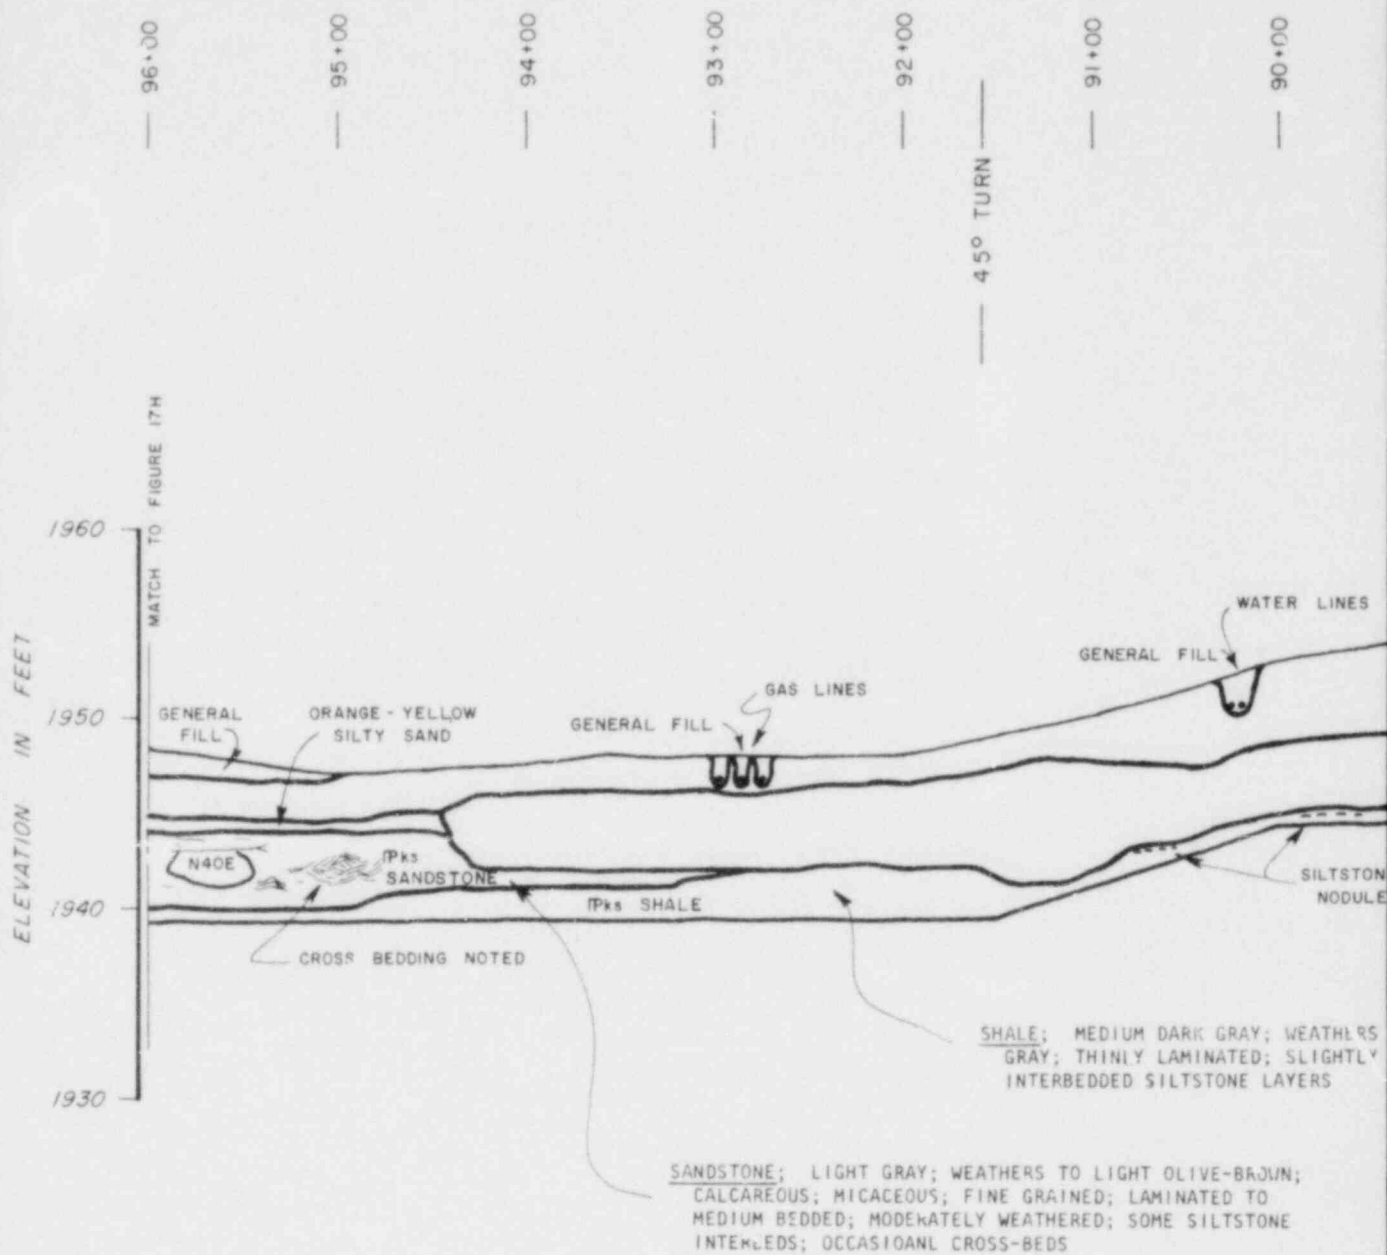 96+00
95+00
94+00
93+00
92+00
91+00
90+00
45° TURN
MATCH TO FIGURE 17H
ELEVATION IN FEET
1960
1950
1940
1930
WATER LINES
GENERAL FILL
GAS LINES
GENERAL FILL
GENERAL
FILL
ORANGE-YELLOW
SILTY SAND
N40E
ℙks
SANDSTONE
ℙks SHALE
SILTSTON
NODULE
CROSS BEDDING NOTED
SHALE; MEDIUM DARK GRAY; WEATHERS
GRAY; THINLY LAMINATED; SLIGHTLY
INTERBEDDED SILTSTONE LAYERS
SANDSTONE; LIGHT GRAY; WEATHERS TO LIGHT OLIVE-BROWN;
CALCAREOUS; MICACEOUS; FINE GRAINED; LAMINATED TO
MEDIUM BEDDED; MODERATELY WEATHERED; SOME SILTSTONE
INTERBEDS; OCCASIOANL CROSS-BEDS